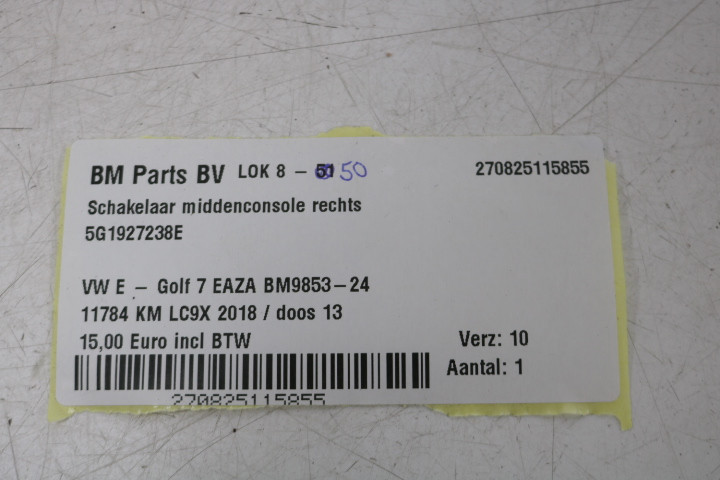 BM Parts BV LOK 8 - 50 270825115855
Schakelaar middenconsole rechts
5G1927238E
VW E - Golf 7 EAZA BM9853-24
11784 KM LC9X 2018 / doos 13
15,00 Euro incl BTW Verz: 10
Aantal: 1
270825115855